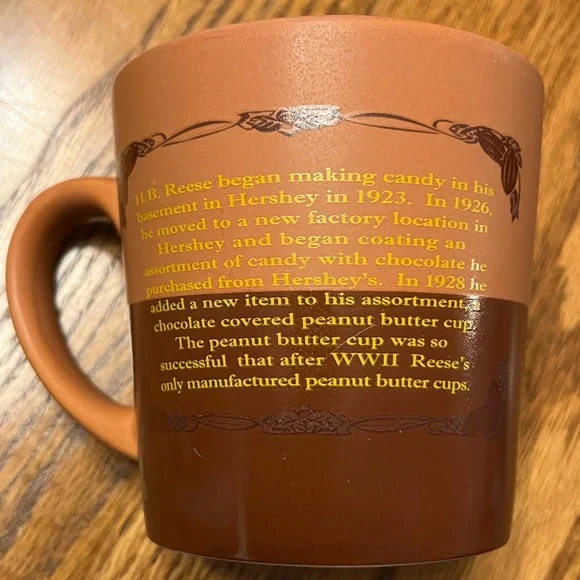 H.B. Reese began making candy in his
basement in Hershey in 1923. In 1926,
he moved to a new factory location in
Hershey and began coating an
assortment of candy with chocolate he
purchased from Hershey's. In 1928 he
added a new item to his assortment, a
chocolate covered peanut butter cup.
The peanut butter cup was so
successful that after WWII Reese's
only manufactured peanut butter cups.